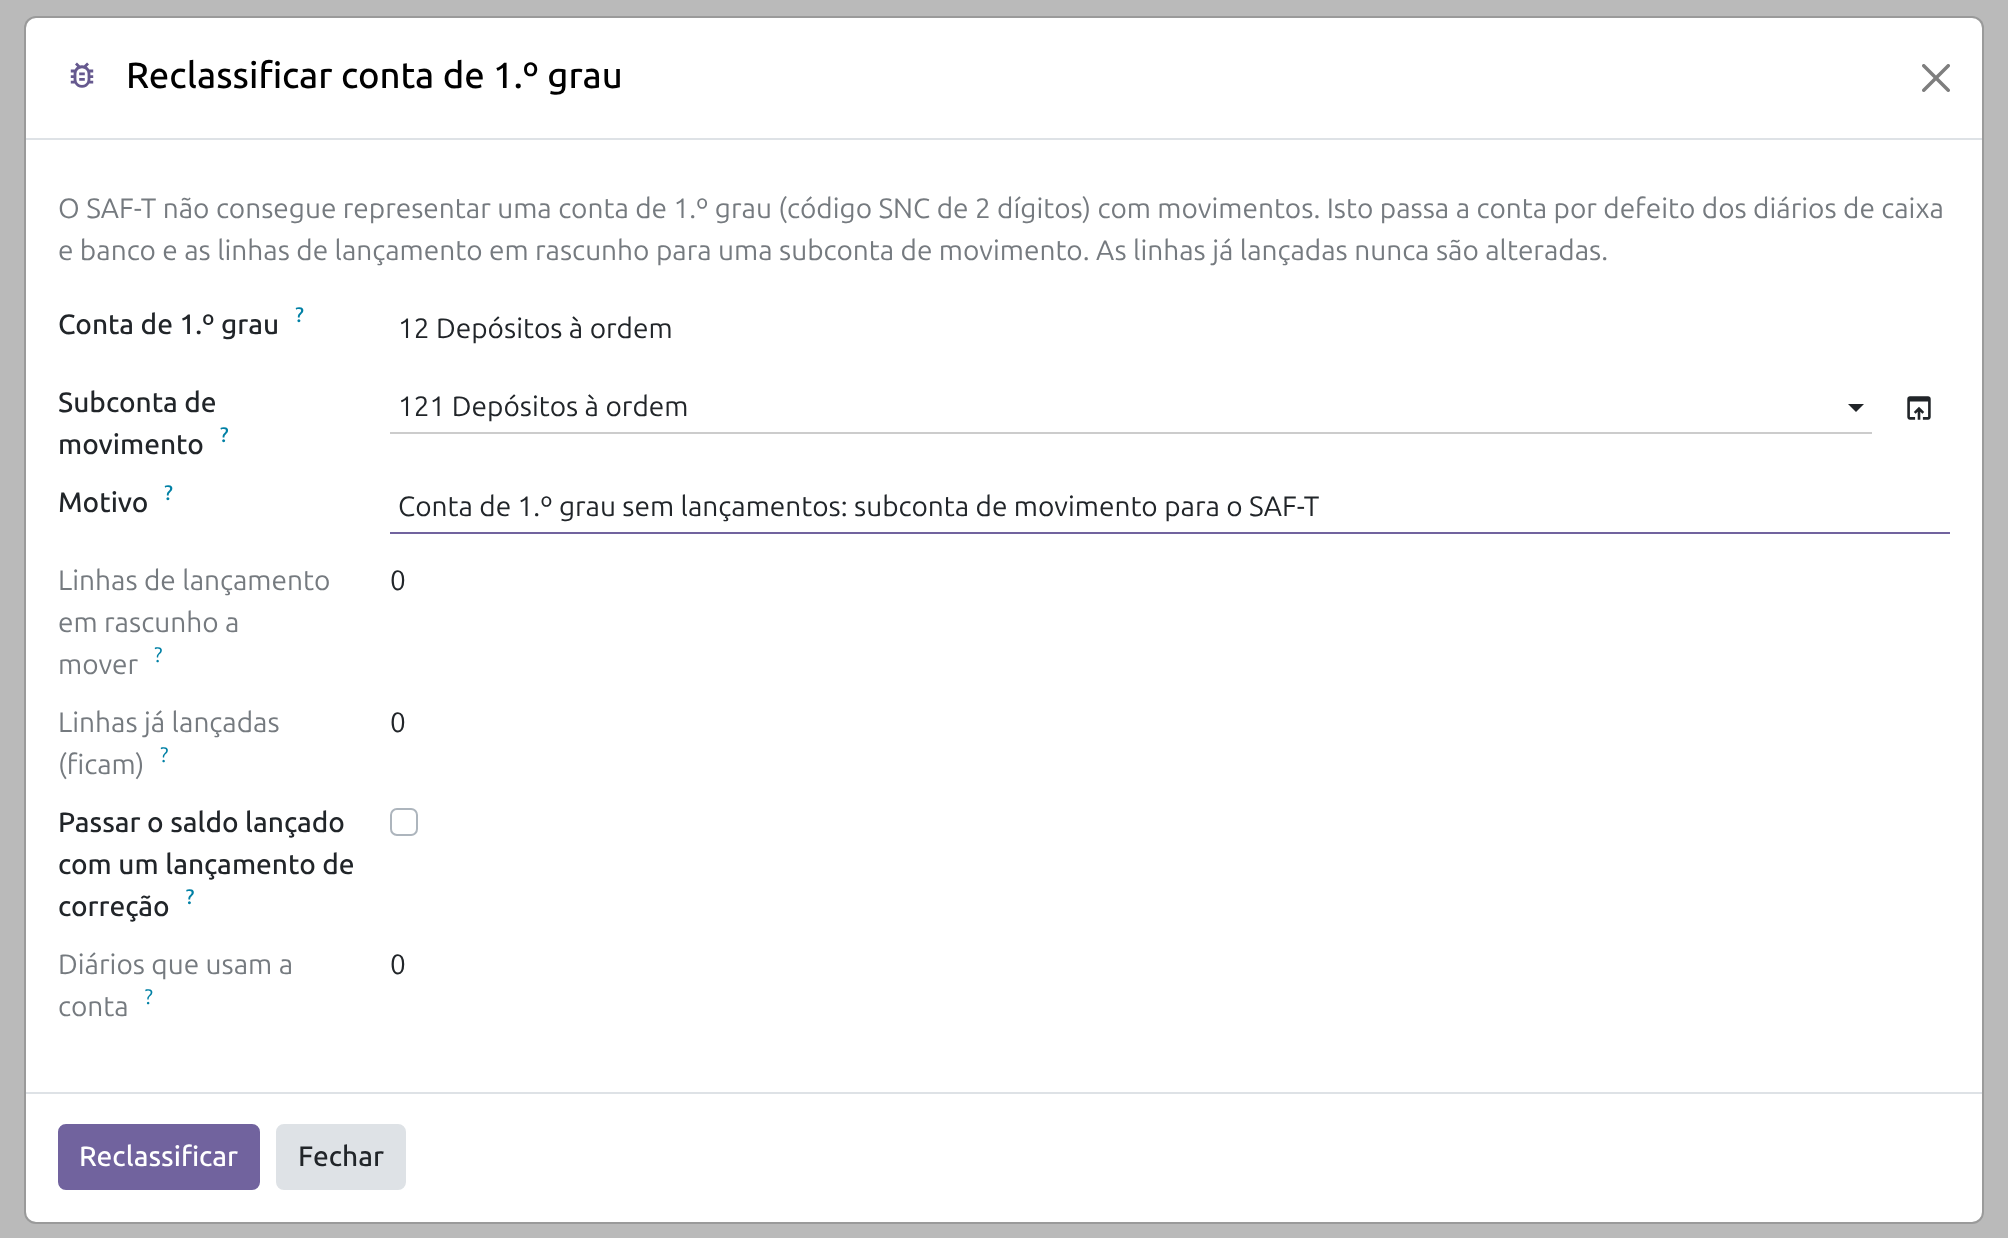 Reclassificar conta de 1.º grau
O SAF-T não consegue representar uma conta de 1.º grau (código SNC de 2 dígitos) com movimentos. Isto passa a conta por defeito dos diários de caixa
e banco e as linhas de lançamento em rascunho para uma subconta de movimento. As linhas já lançadas nunca são alteradas.
Conta de 1.º grau ?
12 Depósitos à ordem
Subconta de
movimento ?
121 Depósitos à ordem
Motivo ?
Conta de 1.º grau sem lançamentos: subconta de movimento para o SAF-T
Linhas de lançamento
em rascunho a
mover ?
0
Linhas já lançadas
(ficam) ?
0
Passar o saldo lançado
com um lançamento de
correção ?
Diários que usam a
conta ?
0
Reclassificar
Fechar